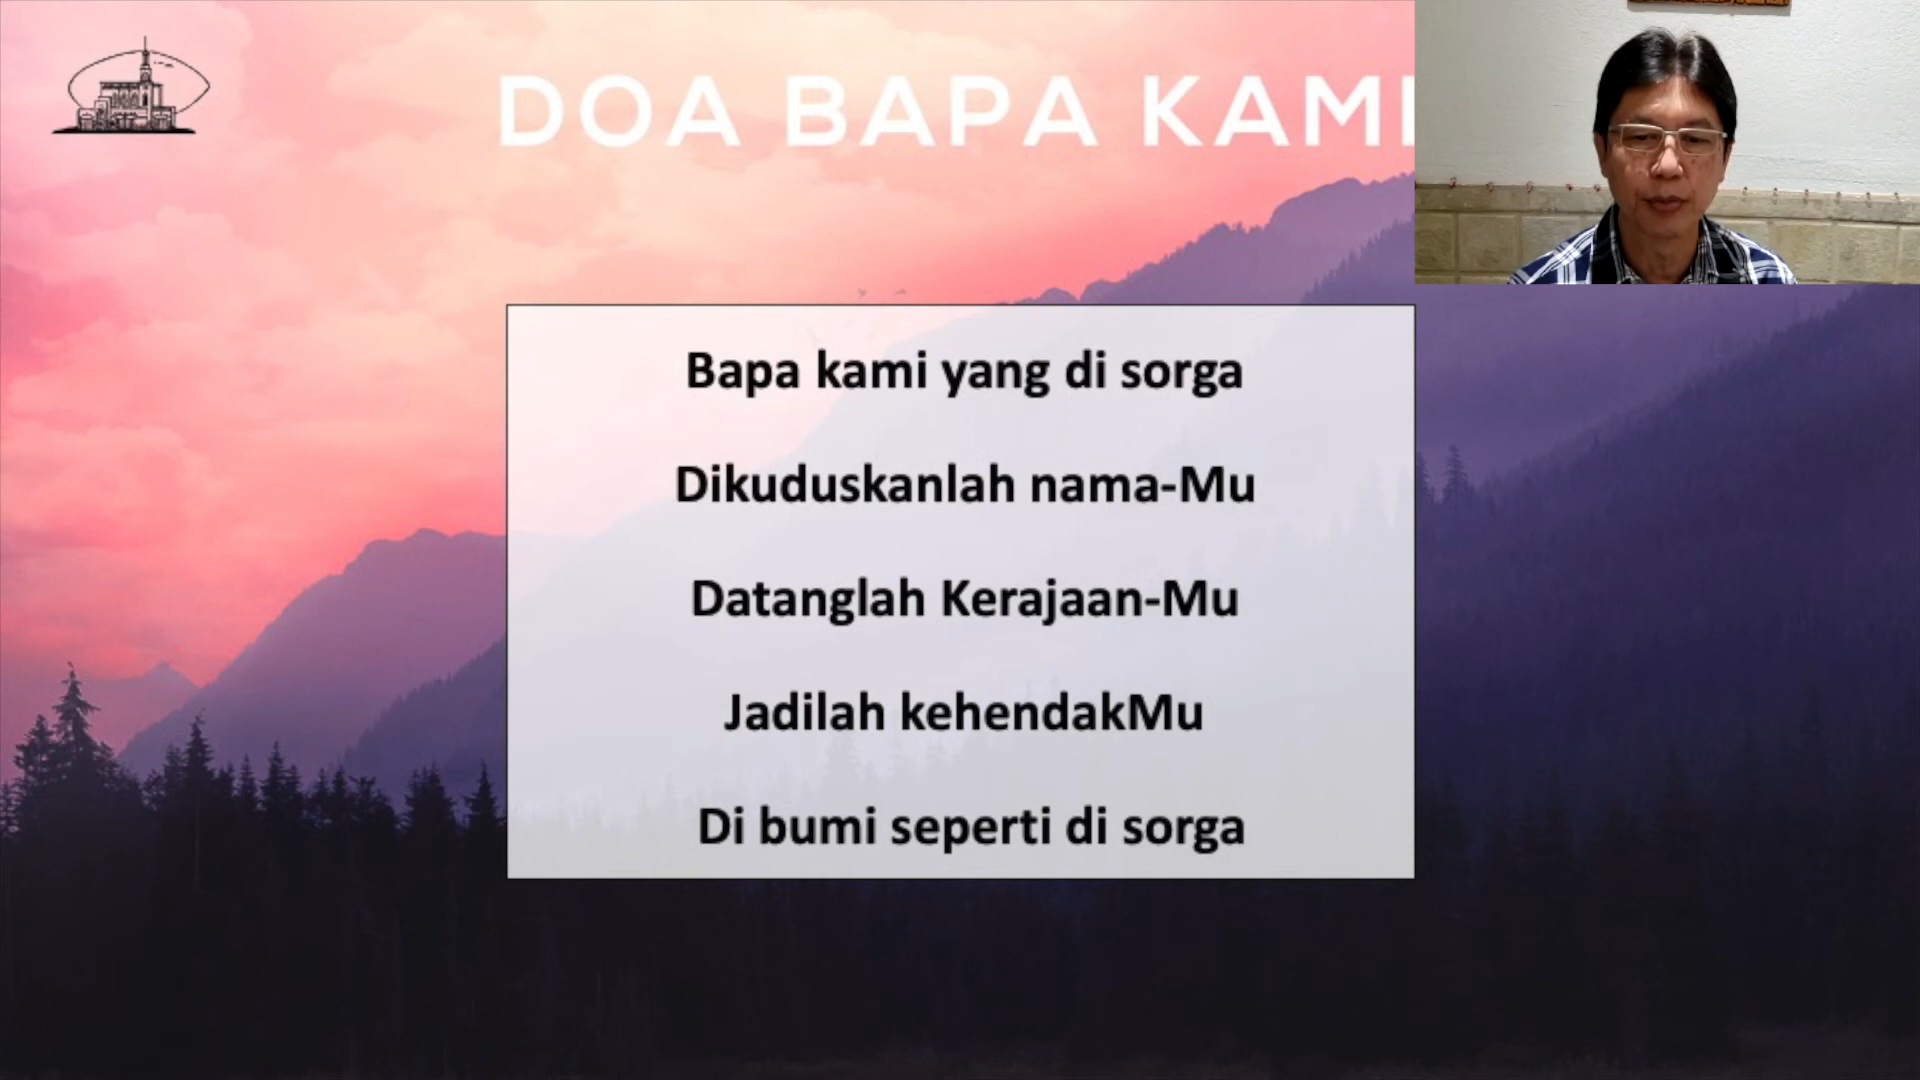 DOA BAPA KAMI
Bapa kami yang di sorga
Dikuduskanlah nama-Mu
Datanglah Kerajaan-Mu
Jadilah kehendakMu
Di bumi seperti di sorga